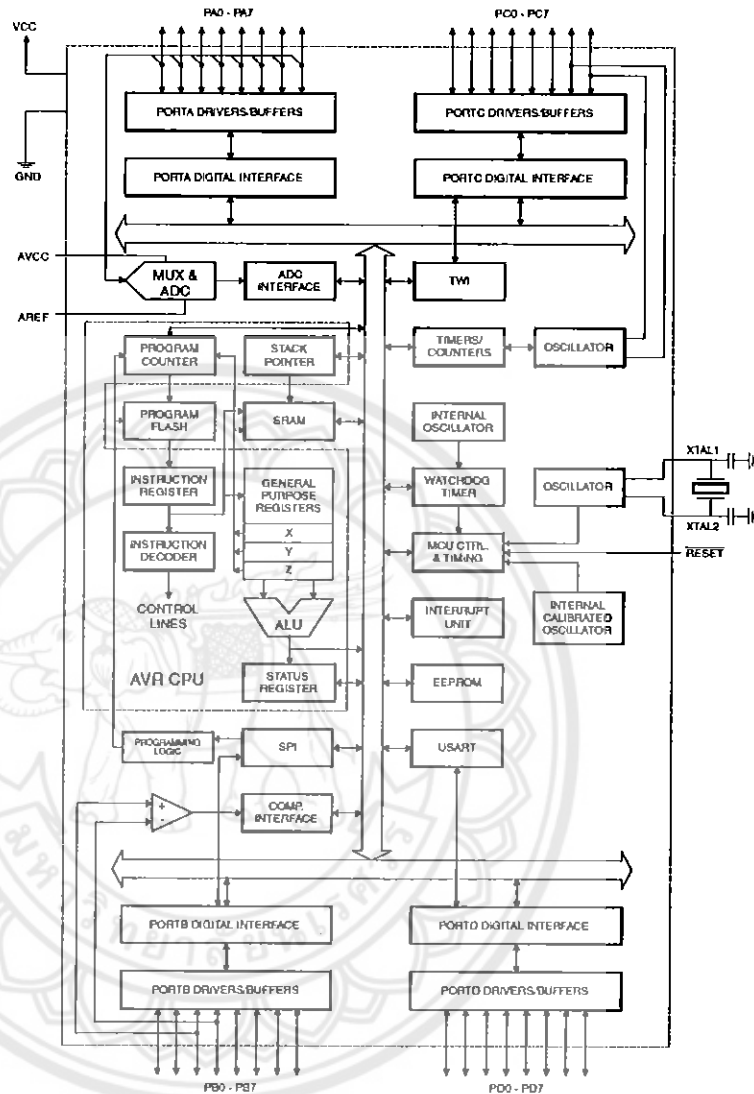 PA0 - PA7
PC0 - PC7
VCC
PORTA DRIVERS/BUFFERS
PORTC DRIVERS/BUFFERS
GND
PORTA DIGITAL INTERFACE
PORTC DIGITAL INTERFACE
AVCC
MUX &
ADC
ADC
INTERFACE
TWI
AREF
PROGRAM
COUNTER
STACK
POINTER
TIMERS/
COUNTERS
OSCILLATOR
PROGRAM
FLASH
SRAM
INTERNAL
OSCILLATOR
XTAL1
INSTRUCTION
REGISTER
GENERAL
PURPOSE
REGISTERS
WATCHDOG
TIMER
OSCILLATOR
XTAL2
X
INSTRUCTION
DECODER
Y
MCU CTRL.
& TIMING
RESET
Z
CONTROL
LINES
ALU
INTERRUPT
UNIT
INTERNAL
CALIBRATED
OSCILLATOR
AVR CPU
STATUS
REGISTER
EEPROM
PROGRAMMING
LOGIC
SPI
USART
+
-
COMP.
INTERFACE
PORTB DIGITAL INTERFACE
PORTD DIGITAL INTERFACE
PORTB DRIVERS/BUFFERS
PORTD DRIVERS/BUFFERS
PB0 - PB7
PD0 - PD7